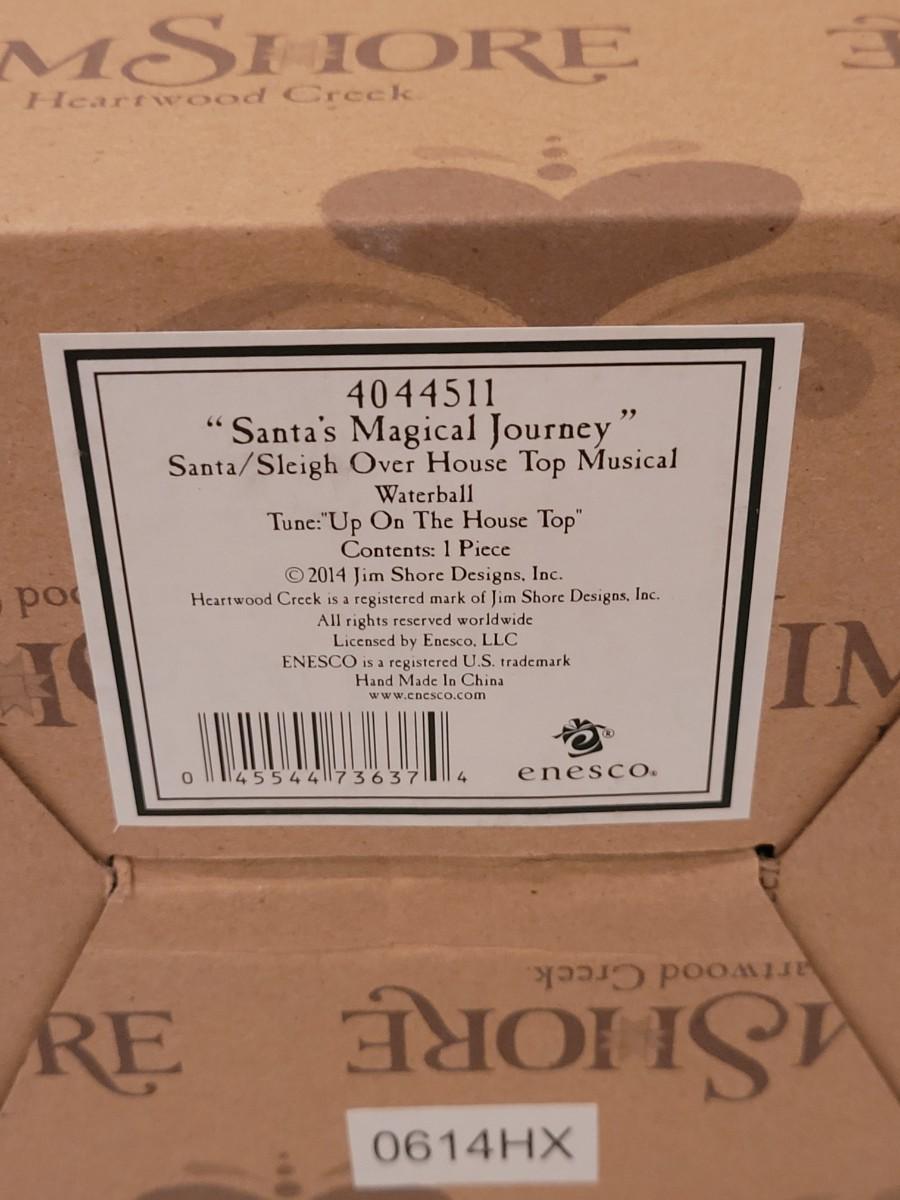 JIM SHORE
Heartwood Creek
4044511
“Santa's Magical Journey”
Santa/Sleigh Over House Top Musical
Waterball
Tune:"Up On The House Top"
Contents: 1 Piece
© 2014 Jim Shore Designs, Inc.
Heartwood Creek is a registered mark of Jim Shore Designs, Inc.
All rights reserved worldwide
Licensed by Enesco, LLC
ENESCO is a registered U.S. trademark
Hand Made In China
www.enesco.com
0 45544 73637 4
enesco®
artwood Creek
RE MSHORE
0614HX